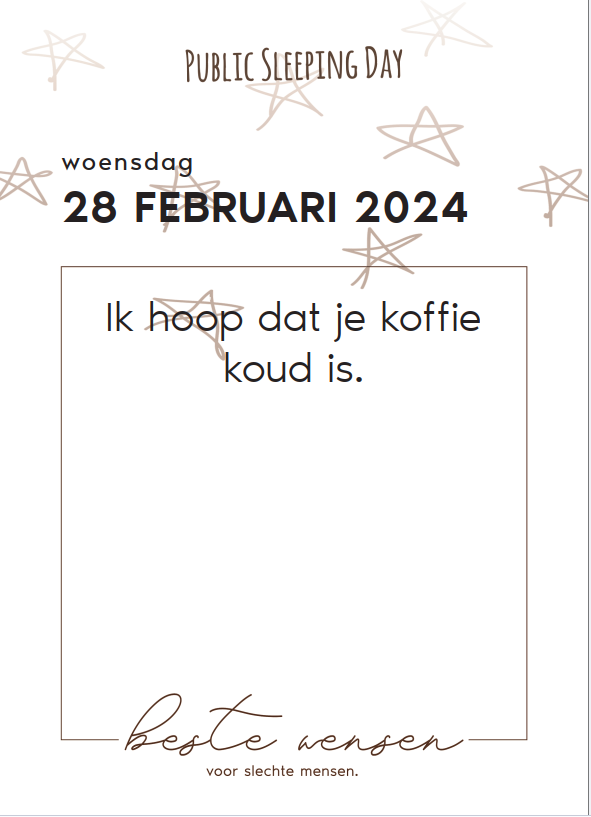 Public Sleeping Day
woensdag
28 FEBRUARI 2024
Ik hoop dat je koffie
koud is.
beste wensen
voor slechte mensen.